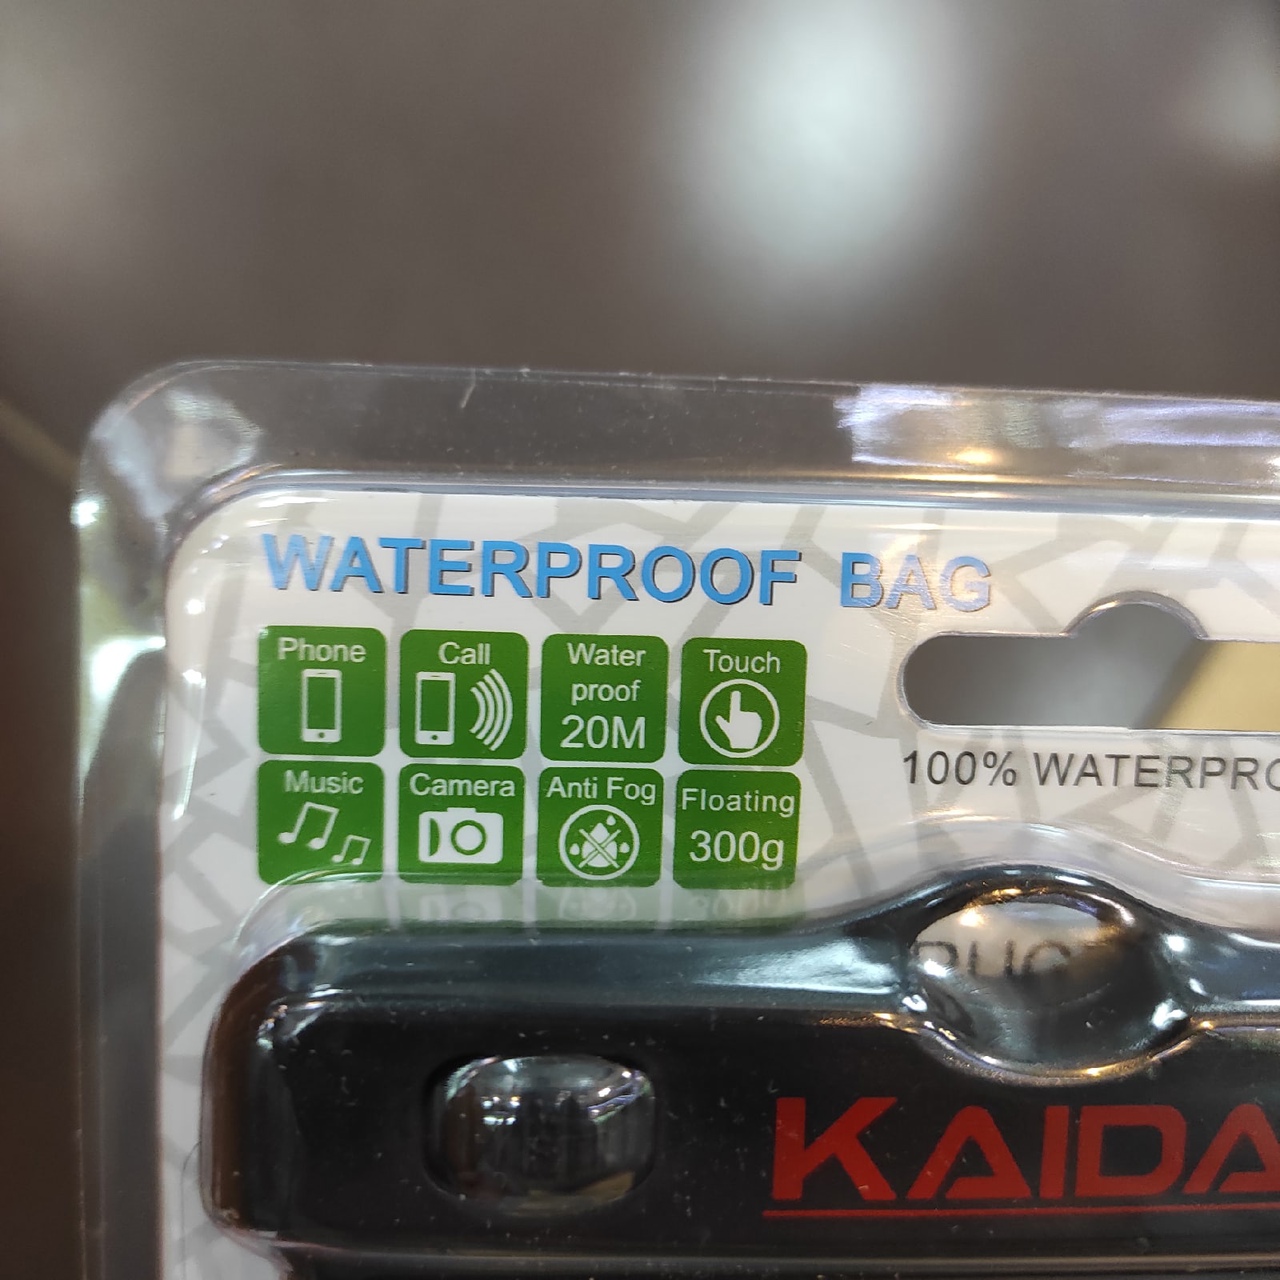 WATERPROOF BAG
Phone
Call
Water
proof
20M
Touch
Music
Camera
Anti Fog
Floating
300g
100% WATERPRO
KAIDA